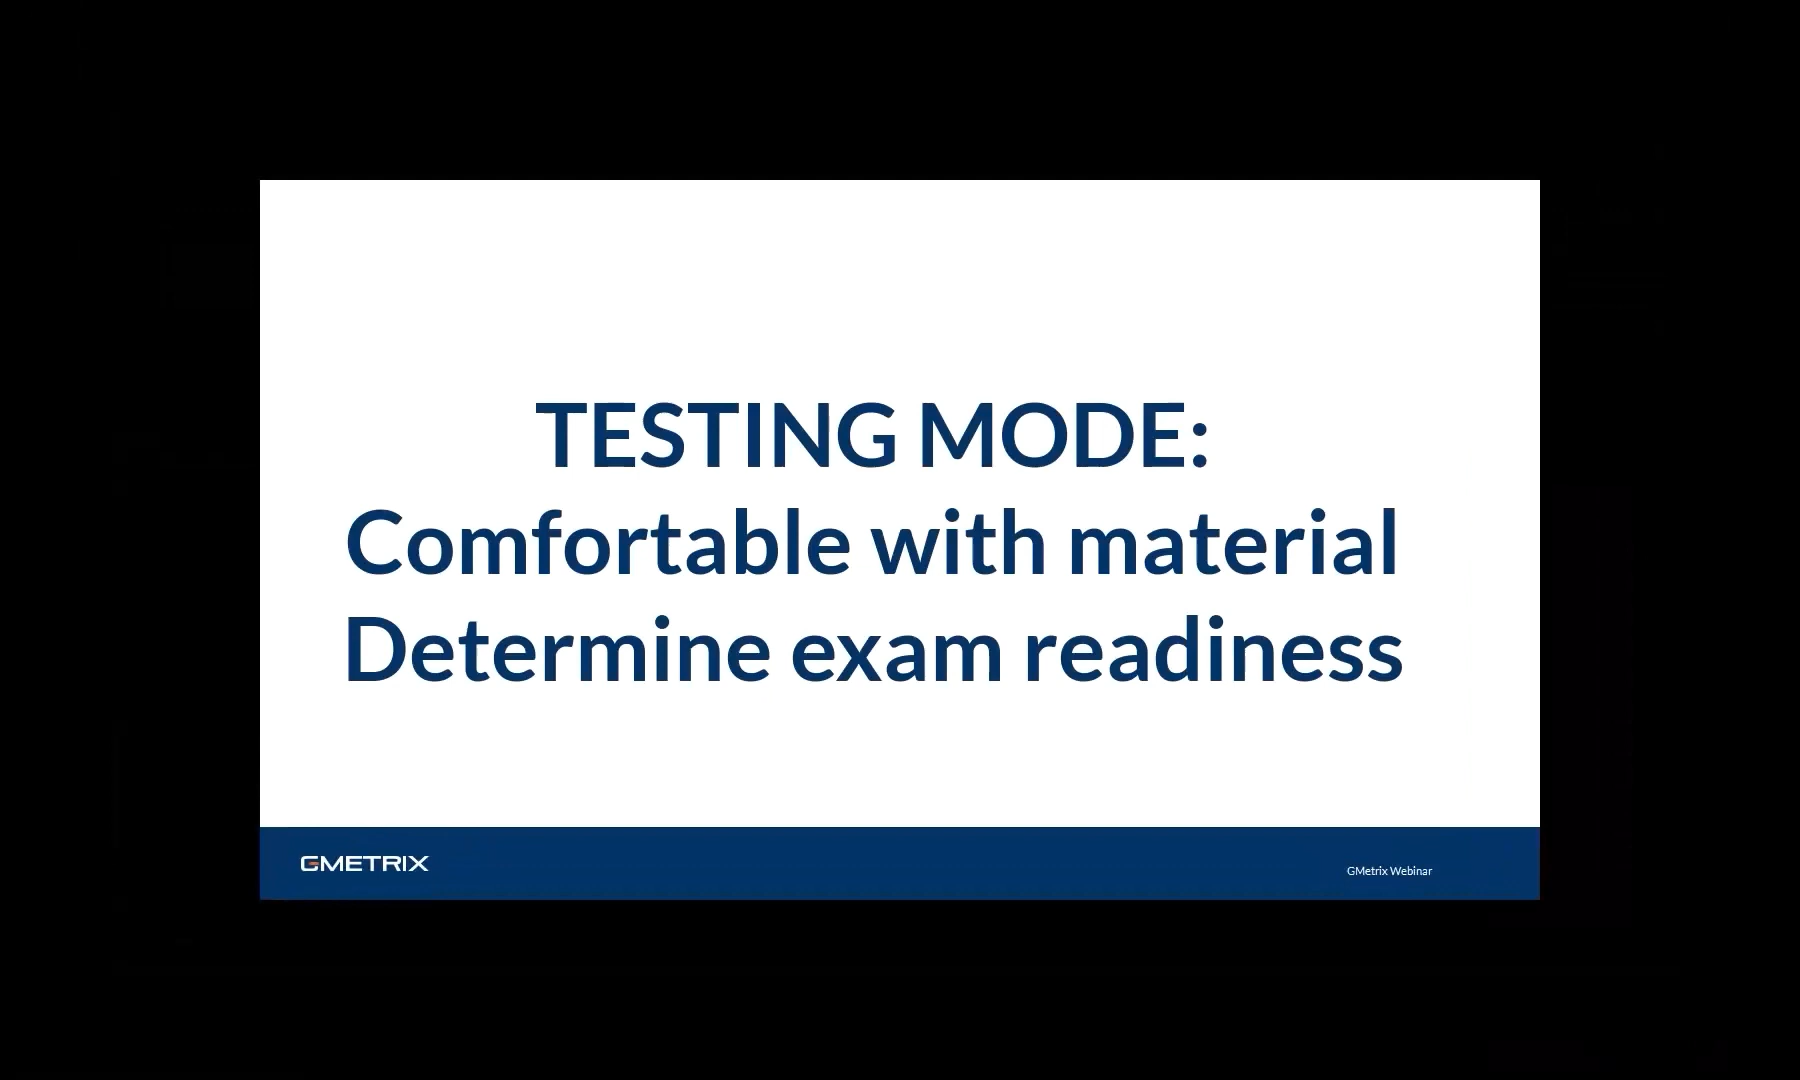 TESTING MODE:
Comfortable with material
Determine exam readiness
GMETRIX
GMetrix Webinar